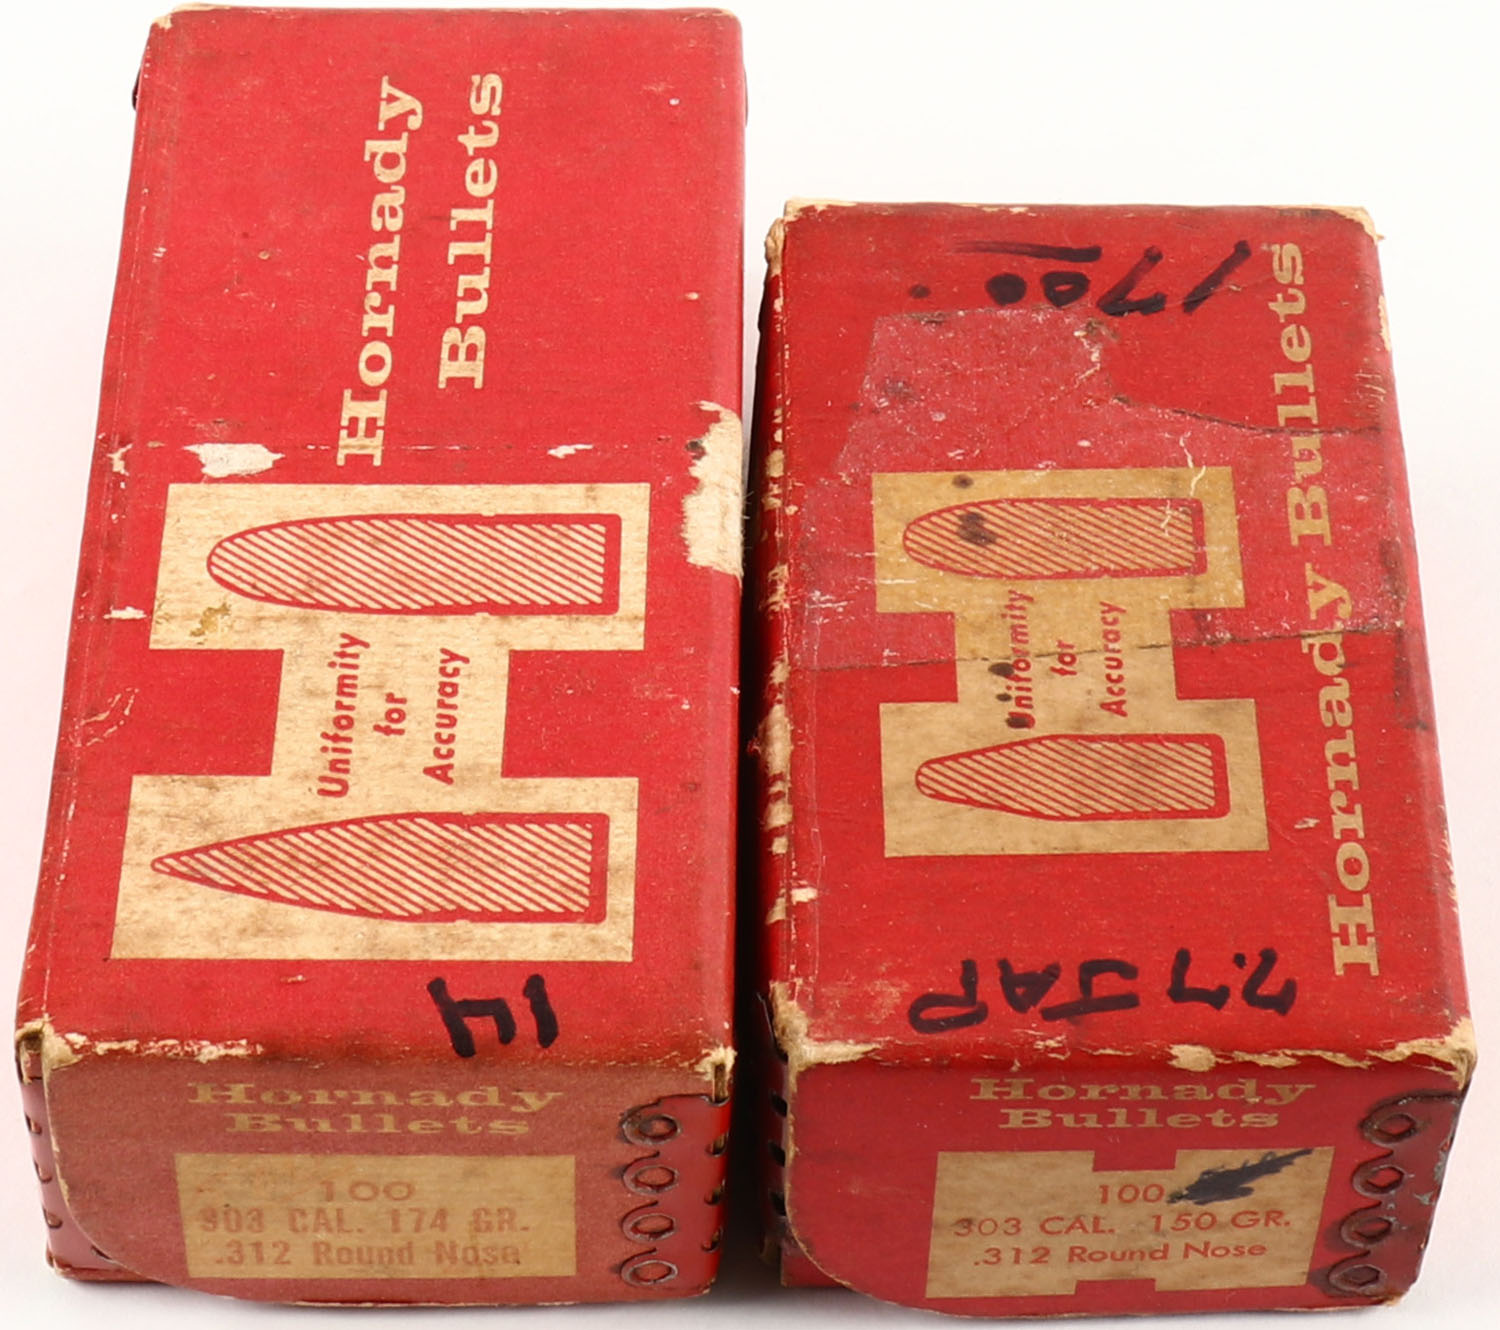 Hornady
Bullets
Uniformity
for
Accuracy
14
Hornady
Bullets
100
303 CAL. 174 GR.
.312 Round Nose
1700
Hornady Bullets
Uniformity
for
Accuracy
7.7 JAP
Hornady
Bullets
100
303 CAL. 150 GR.
.312 Round Nose